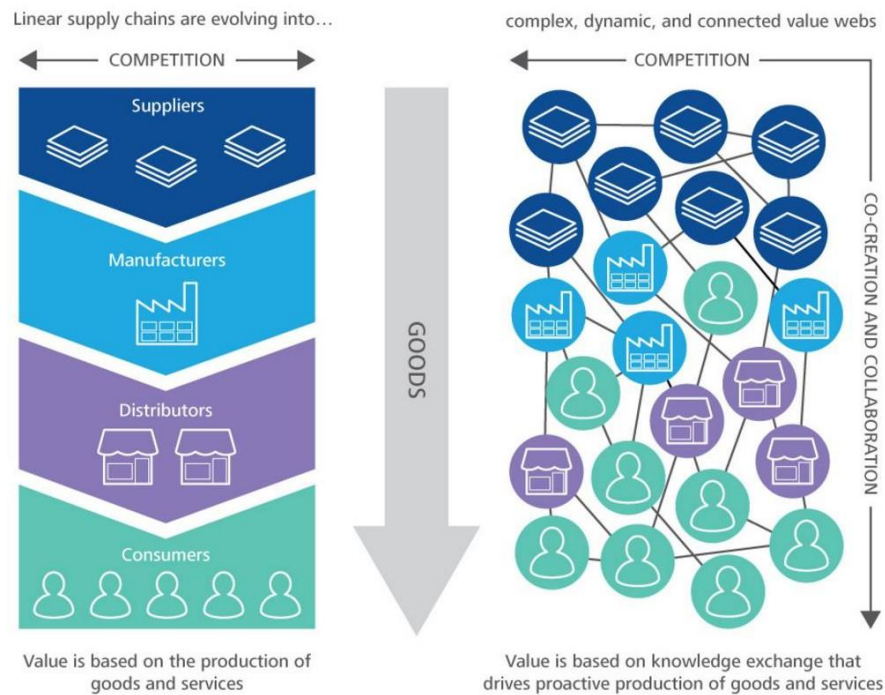 Linear supply chains are evolving into…
COMPETITION
Suppliers
Manufacturers
Distributors
Consumers
Value is based on the production of
goods and services
GOODS
complex, dynamic, and connected value webs
COMPETITION
CO-CREATION AND COLLABORATION
Value is based on knowledge exchange that
drives proactive production of goods and services